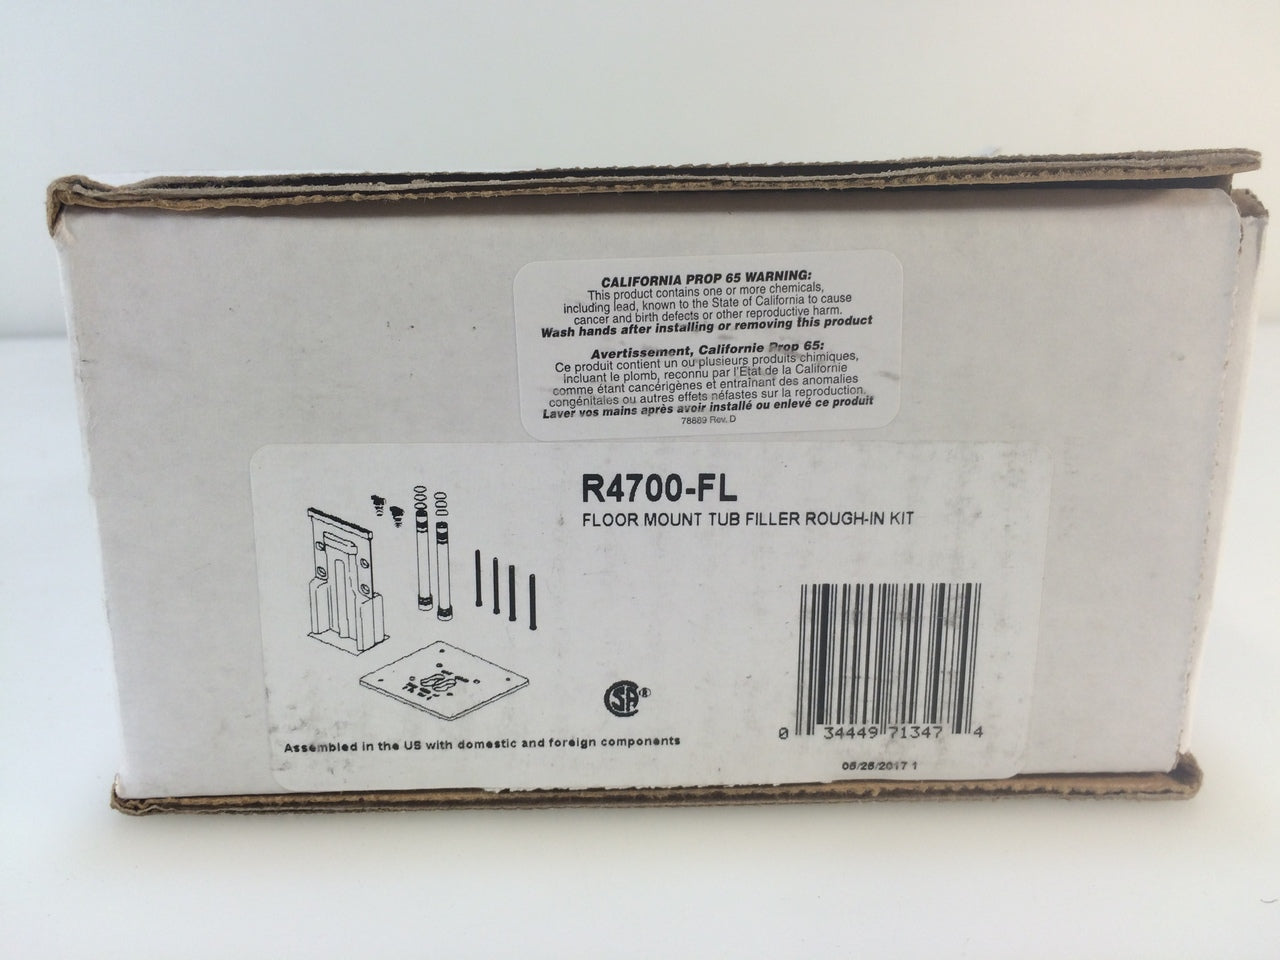 CALIFORNIA PROP 65 WARNING:
This product contains one or more chemicals,
including lead, known to the State of California to cause
cancer and birth defects or other reproductive harm.
Wash hands after installing or removing this product
Avertissement, Californie Prop 65:
Ce produit contient un ou plusieurs produits chimiques,
incluant le plomb, reconnu par l'État de la Californie
comme étant cancérigènes et entraînant des anomalies
congénitales ou autres effets néfastes sur la reproduction.
Laver vos mains après avoir installé ou enlevé ce produit
78689 Rev. D
R4700-FL
FLOOR MOUNT TUB FILLER ROUGH-IN KIT
SA®
Assembled in the US with domestic and foreign components
0 34449 71347 4
05/25/2017 1